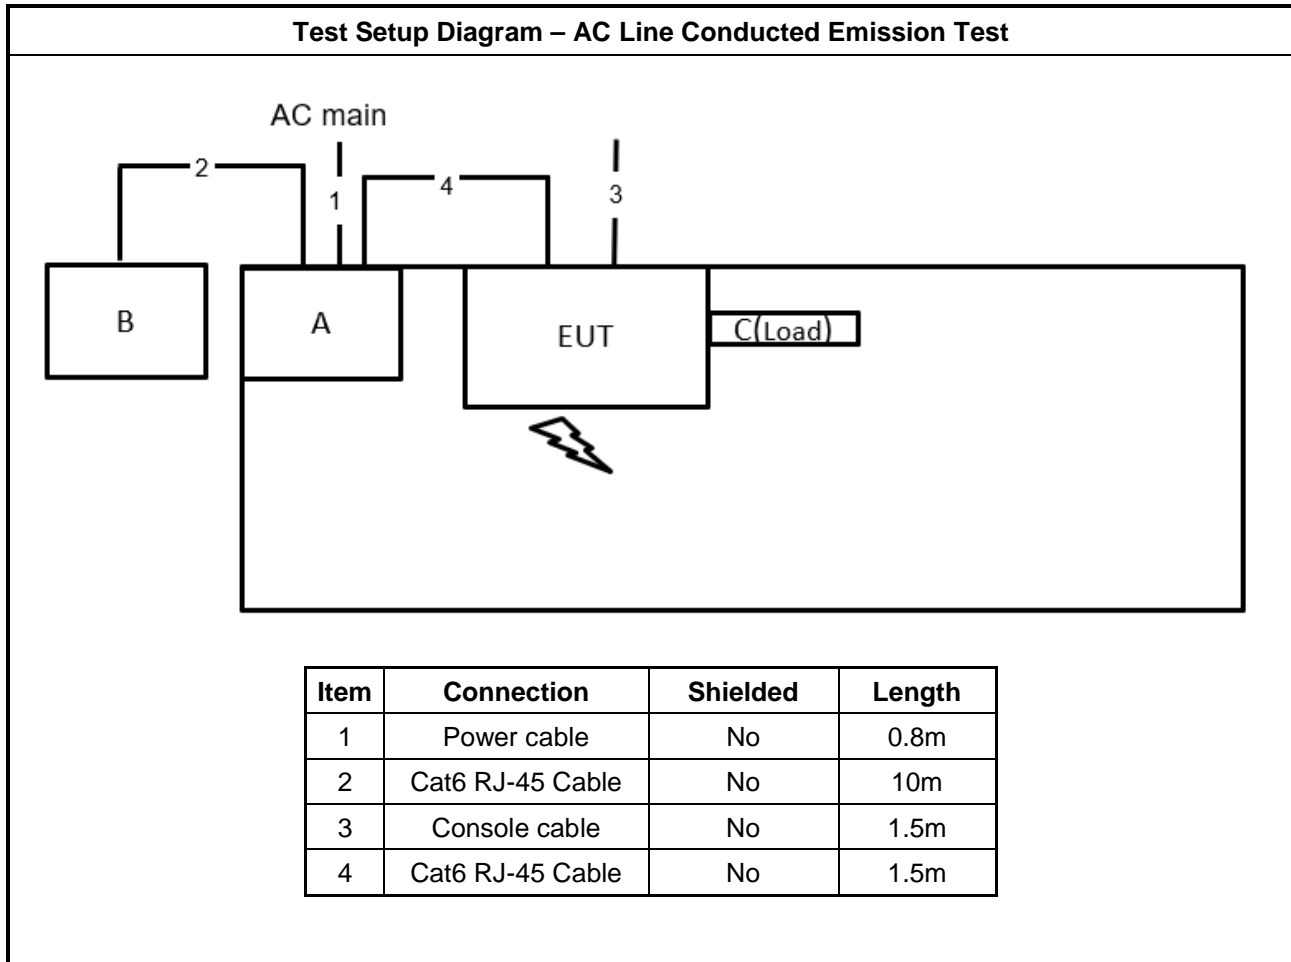 Test Setup Diagram – AC Line Conducted Emission Test
AC main
2
1
4
3
B
A
EUT
C(Load)
Item Connection Shielded Length
1 Power cable No 0.8m
2 Cat6 RJ-45 Cable No 10m
3 Console cable No 1.5m
4 Cat6 RJ-45 Cable No 1.5m